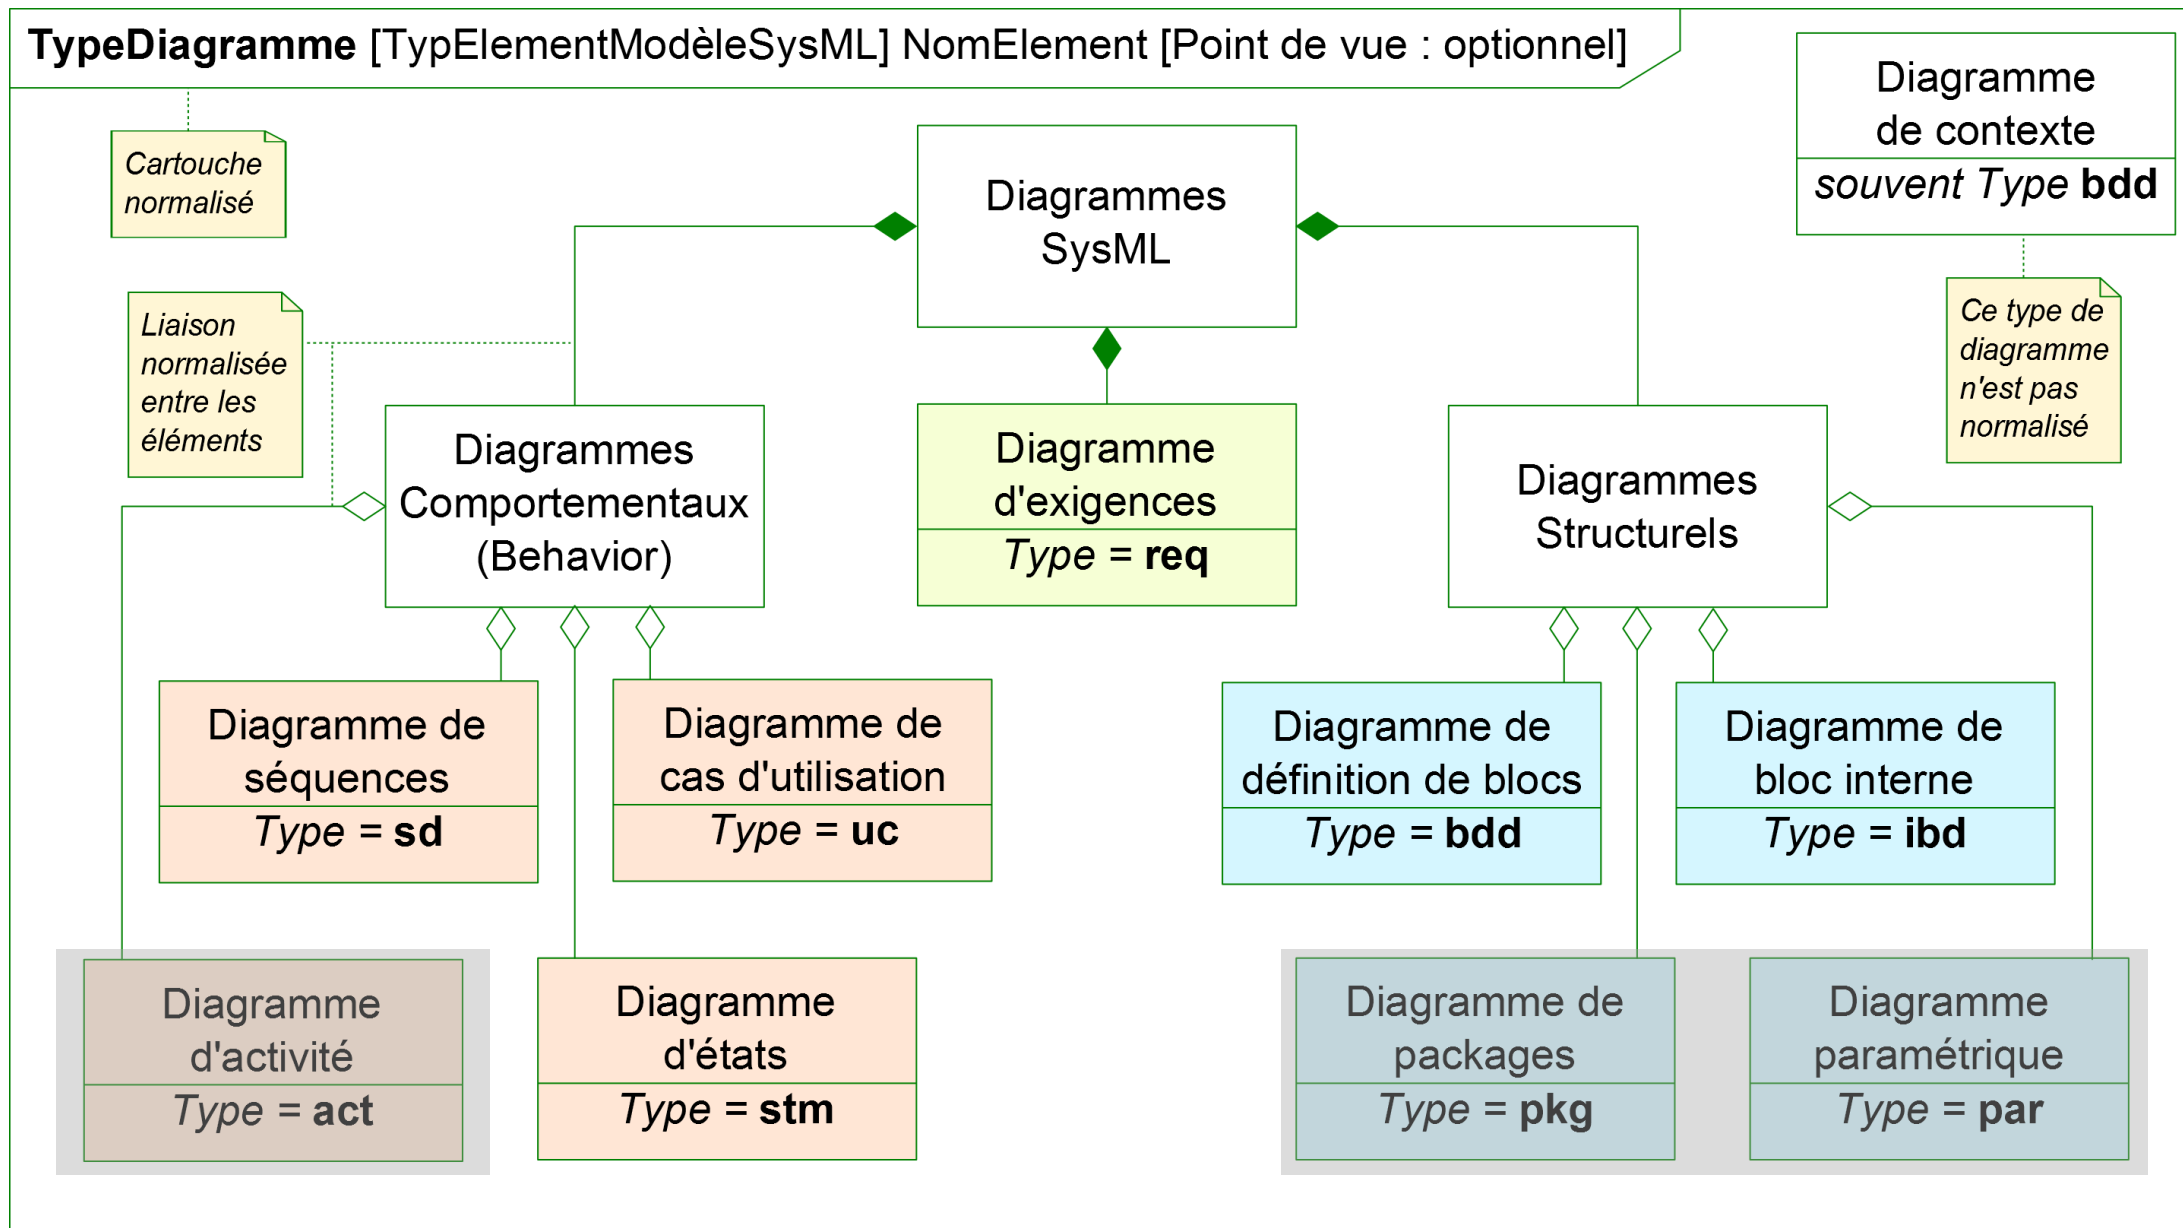 TypeDiagramme [TypElementModèleSysML] NomElement [Point de vue : optionnel]
Cartouche
normalisé
Diagrammes
SysML
Diagramme
de contexte
souvent Type bdd
Ce type de
diagramme
n'est pas
normalisé
Liaison
normalisée
entre les
éléments
Diagrammes
Comportementaux
(Behavior)
Diagramme
d'exigences
Type = req
Diagrammes
Structurels
Diagramme de
séquences
Type = sd
Diagramme de
cas d'utilisation
Type = uc
Diagramme de
définition de blocs
Type = bdd
Diagramme de
bloc interne
Type = ibd
Diagramme
d'activité
Type = act
Diagramme
d'états
Type = stm
Diagramme de
packages
Type = pkg
Diagramme
paramétrique
Type = par